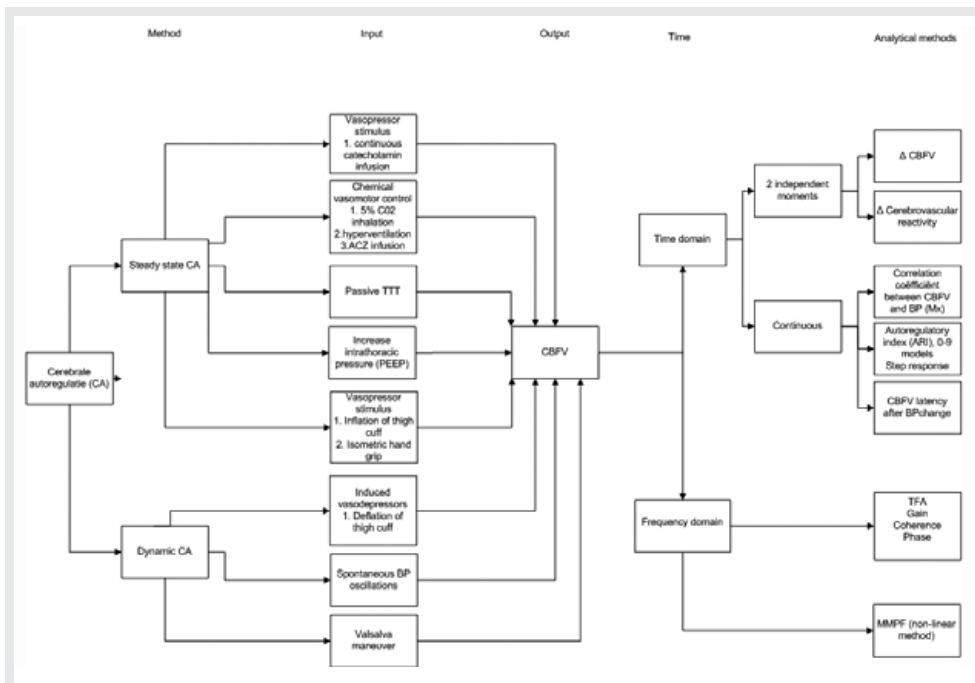 Method
Input
Output
Time
Analytical methods
Cerebrale
autoregulatie (CA)
Steady state CA
Dynamic CA
Vasopressor
stimulus
1. continuous
catecholamin
infusion
Chemical
vasomotor control
1. 5% C02
inhalation
2.hyperventilation
3.ACZ infusion
Passive TTT
Increase
intrathoracic
pressure (PEEP)
Vasopressor
stimulus
1. Inflation of thigh
cuff
2. Isometric hand
grip
Induced
vasodepressors
1. Deflation of
thigh cuff
Spontaneous BP
oscillations
Valsalva
maneuver
CBFV
Time domain
Frequency domain
2 independent
moments
Continuous
Δ CBFV
Δ Cerebrovascular
reactivity
Correlation
coëfficiënt
between CBFV
and BP (Mx)
Autoregulatory
index (ARI), 0-9
models
Step response
CBFV latency
after BPchange
TFA
Gain
Coherence
Phase
MMPF (non-linear
method)